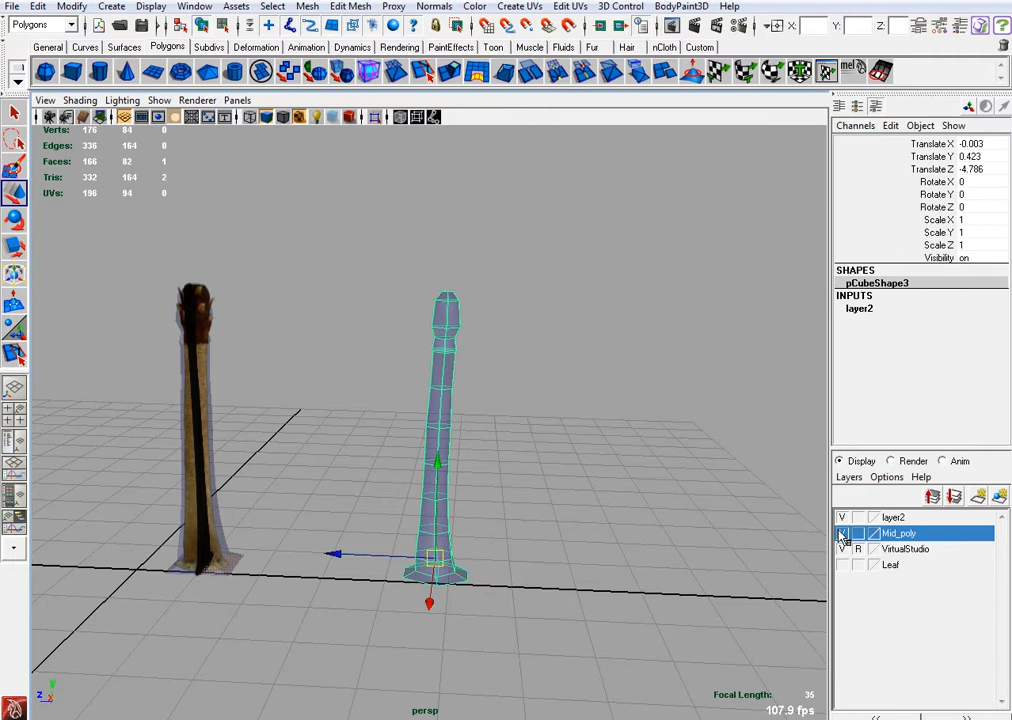 File Edit Modify Create Display Window Assets Select Mesh Edit Mesh Proxy Normals Color Create UVs Edit UVs 3D Control BodyPaint3D Help
Polygons X: Y: Z:
General Curves Surfaces Polygons Subdivs Deformation Animation Dynamics Rendering PaintEffects Toon Muscle Fluids Fur Hair nCloth Custom
mel
View Shading Lighting Show Renderer Panels
Verts: 176 84 0
Edges: 336 164 0
Faces: 166 82 1
Tris: 332 164 2
UVs: 196 94 0
Channels Edit Object Show
Translate X -0.003
Translate Y 0.423
Translate Z -4.786
Rotate X 0
Rotate Y 0
Rotate Z 0
Scale X 1
Scale Y 1
Scale Z 1
Visibility on
SHAPES
pCubeShape3
INPUTS
layer2
Display Render Anim
Layers Options Help
V layer2
Mid_poly
V R VirtualStudio
Leaf
Focal Length: 35
107.9 fps
persp
Z Y X